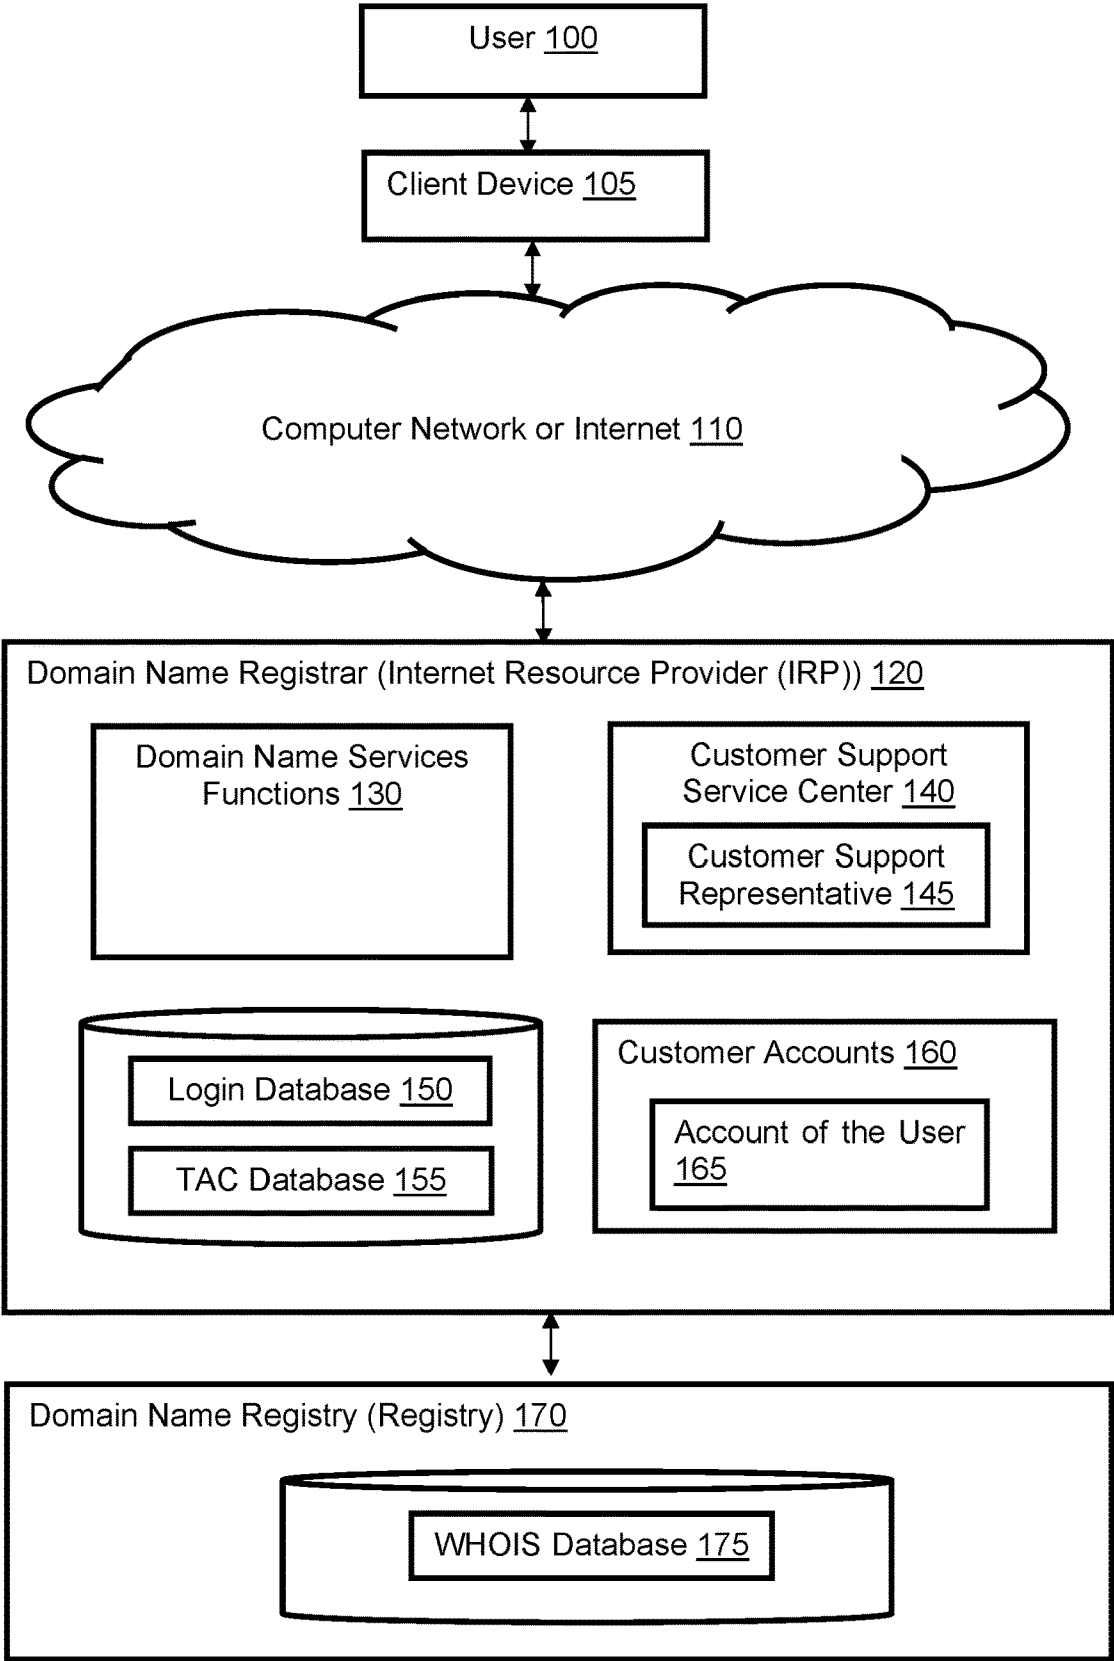 User 100
Client Device 105
Computer Network or Internet 110
Domain Name Registrar (Internet Resource Provider (IRP)) 120
Domain Name Services
Functions 130
Customer Support
Service Center 140
Customer Support
Representative 145
Login Database 150
TAC Database 155
Customer Accounts 160
Account of the User
165
Domain Name Registry (Registry) 170
WHOIS Database 175